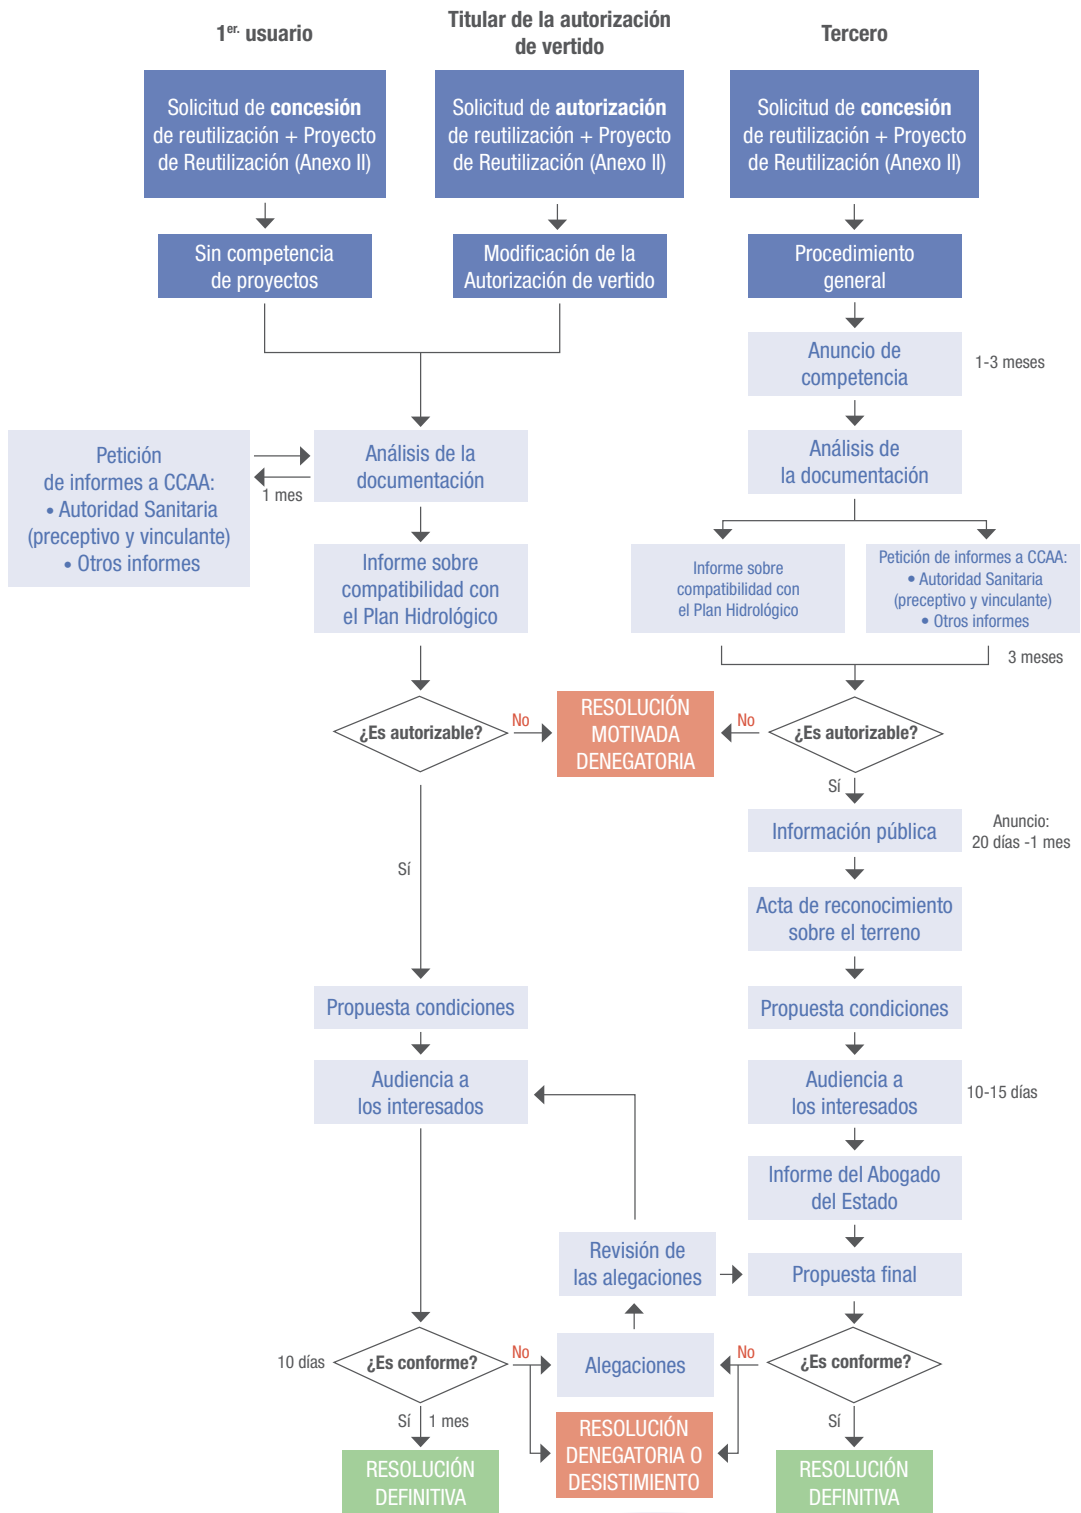 1er. usuario
Titular de la autorización
de vertido
Tercero
Solicitud de concesión
de reutilización + Proyecto
de Reutilización (Anexo II)
Solicitud de autorización
de reutilización + Proyecto
de Reutilización (Anexo II)
Solicitud de concesión
de reutilización + Proyecto
de Reutilización (Anexo II)
Sin competencia
de proyectos
Modificación de la
Autorización de vertido
Procedimiento
general
Anuncio de
competencia
1-3 meses
Petición
de informes a CCAA:
• Autoridad Sanitaria
(preceptivo y vinculante)
• Otros informes
1 mes
Análisis de la
documentación
Análisis de
la documentación
Informe sobre
compatibilidad con
el Plan Hidrológico
Informe sobre
compatibilidad con
el Plan Hidrológico
Petición de informes a CCAA:
• Autoridad Sanitaria
(preceptivo y vinculante)
• Otros informes
3 meses
¿Es autorizable?
No
RESOLUCIÓN
MOTIVADA
DENEGATORIA
No
¿Es autorizable?
Sí
Información pública
Anuncio:
20 días -1 mes
Sí
Acta de reconocimiento
sobre el terreno
Propuesta condiciones
Propuesta condiciones
Audiencia a
los interesados
Audiencia a
los interesados
10-15 días
Informe del Abogado
del Estado
Revisión de
las alegaciones
Propuesta final
10 días
¿Es conforme?
No
Alegaciones
No
¿Es conforme?
Sí
1 mes
RESOLUCIÓN
DENEGATORIA O
DESISTIMIENTO
Sí
RESOLUCIÓN
DEFINITIVA
RESOLUCIÓN
DEFINITIVA